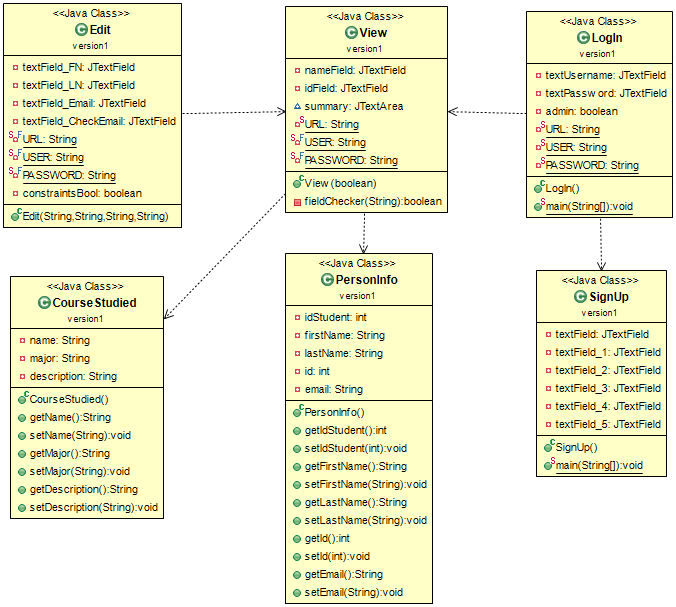 <<Java Class>>
Edit
version1
textField_FN: JTextField
textField_LN: JTextField
textField_Email: JTextField
textField_CheckEmail: JTextField
URL: String
USER: String
PASSWORD: String
constraintsBool: boolean
Edit(String,String,String,String)
<<Java Class>>
View
version1
nameField: JTextField
idField: JTextField
summary: JTextArea
URL: String
USER: String
PASSWORD: String
View (boolean)
fieldChecker(String):boolean
<<Java Class>>
LogIn
version1
textUsername: JTextField
textPassword: JTextField
admin: boolean
URL: String
USER: String
PASSWORD: String
LogIn()
main(String[]):void
<<Java Class>>
CourseStudied
version1
name: String
major: String
description: String
CourseStudied()
getName():String
setName(String):void
getMajor():String
setMajor(String):void
getDescription():String
setDescription(String):void
<<Java Class>>
PersonInfo
version1
idStudent: int
firstName: String
lastName: String
id: int
email: String
PersonInfo()
getIdStudent():int
setIdStudent(int):void
getFirstName():String
setFirstName(String):void
getLastName():String
setLastName(String):void
getId():int
setId(int):void
getEmail():String
setEmail(String):void
<<Java Class>>
SignUp
version1
textField: JTextField
textField_1: JTextField
textField_2: JTextField
textField_3: JTextField
textField_4: JTextField
textField_5: JTextField
SignUp()
main(String[]):void